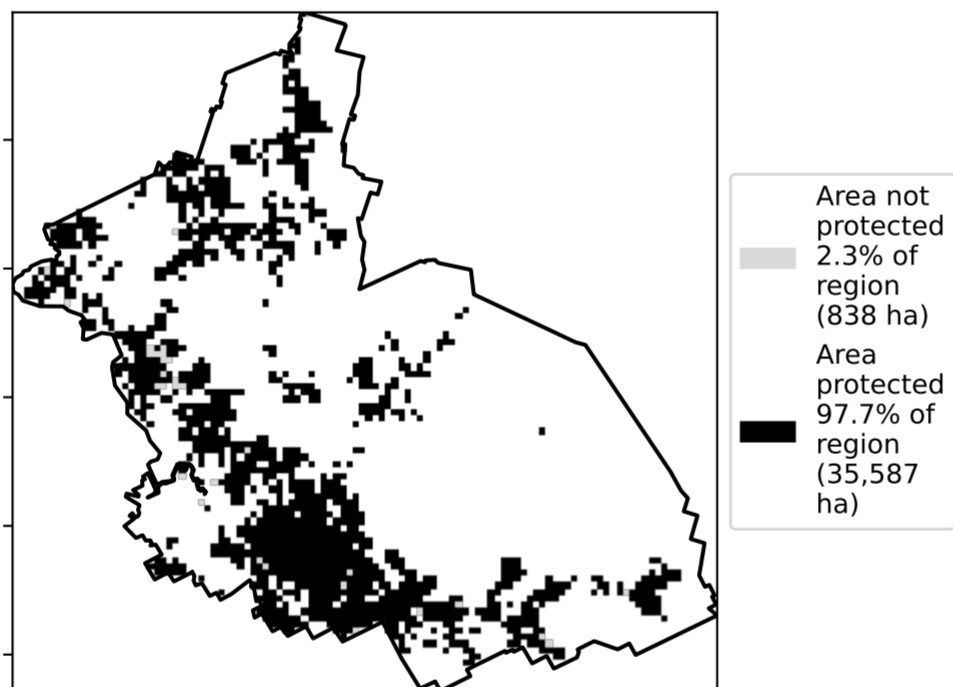 Area not
protected
2.3% of
region
(838 ha)
Area
protected
97.7% of
region
(35,587
ha)